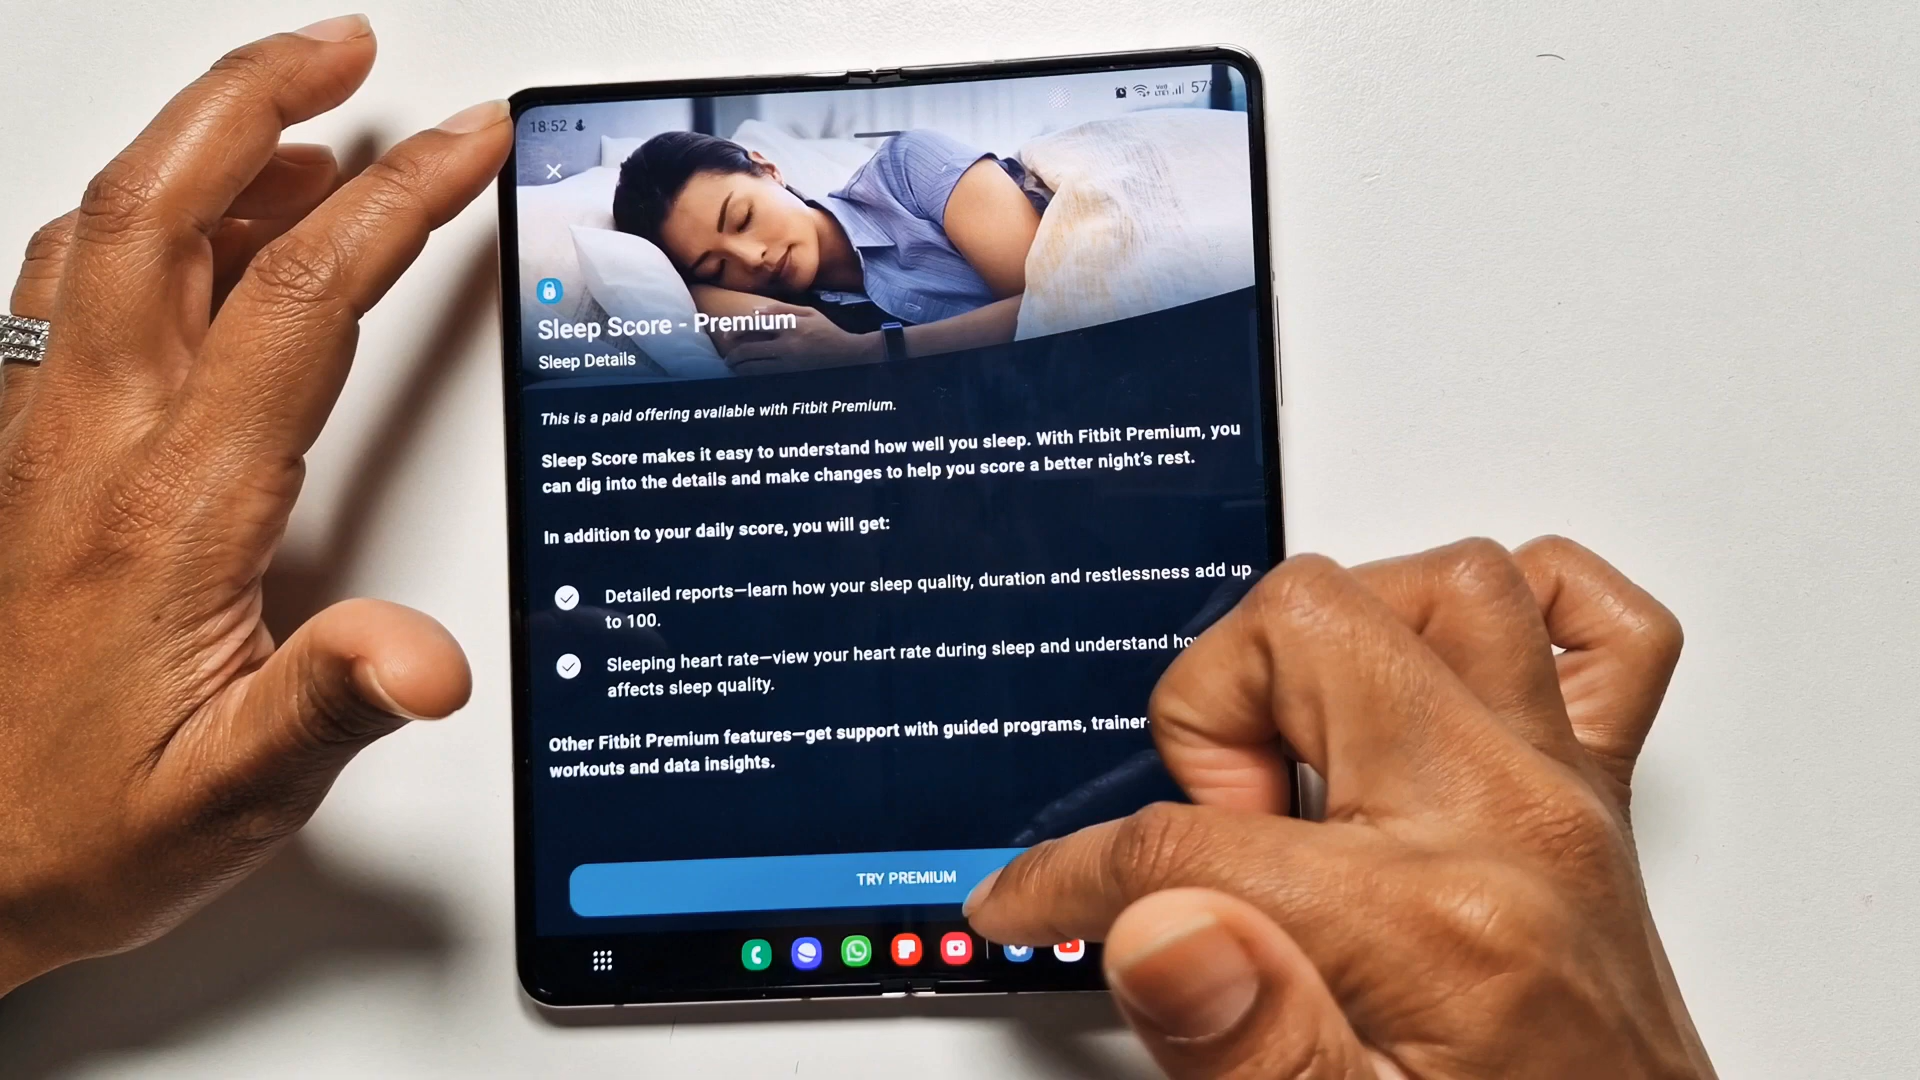 18:52
57
Sleep Score - Premium
Sleep Details
This is a paid offering available with Fitbit Premium.
Sleep Score makes it easy to understand how well you sleep. With Fitbit Premium, you
can dig into the details and make changes to help you score a better night's rest.
In addition to your daily score, you will get:
Detailed reports—learn how your sleep quality, duration and restlessness add up
to 100.
Sleeping heart rate—view your heart rate during sleep and understand
affects sleep quality.
Other Fitbit Premium features—get support with guided programs, trainer-
workouts and data insights.
TRY PREMIUM